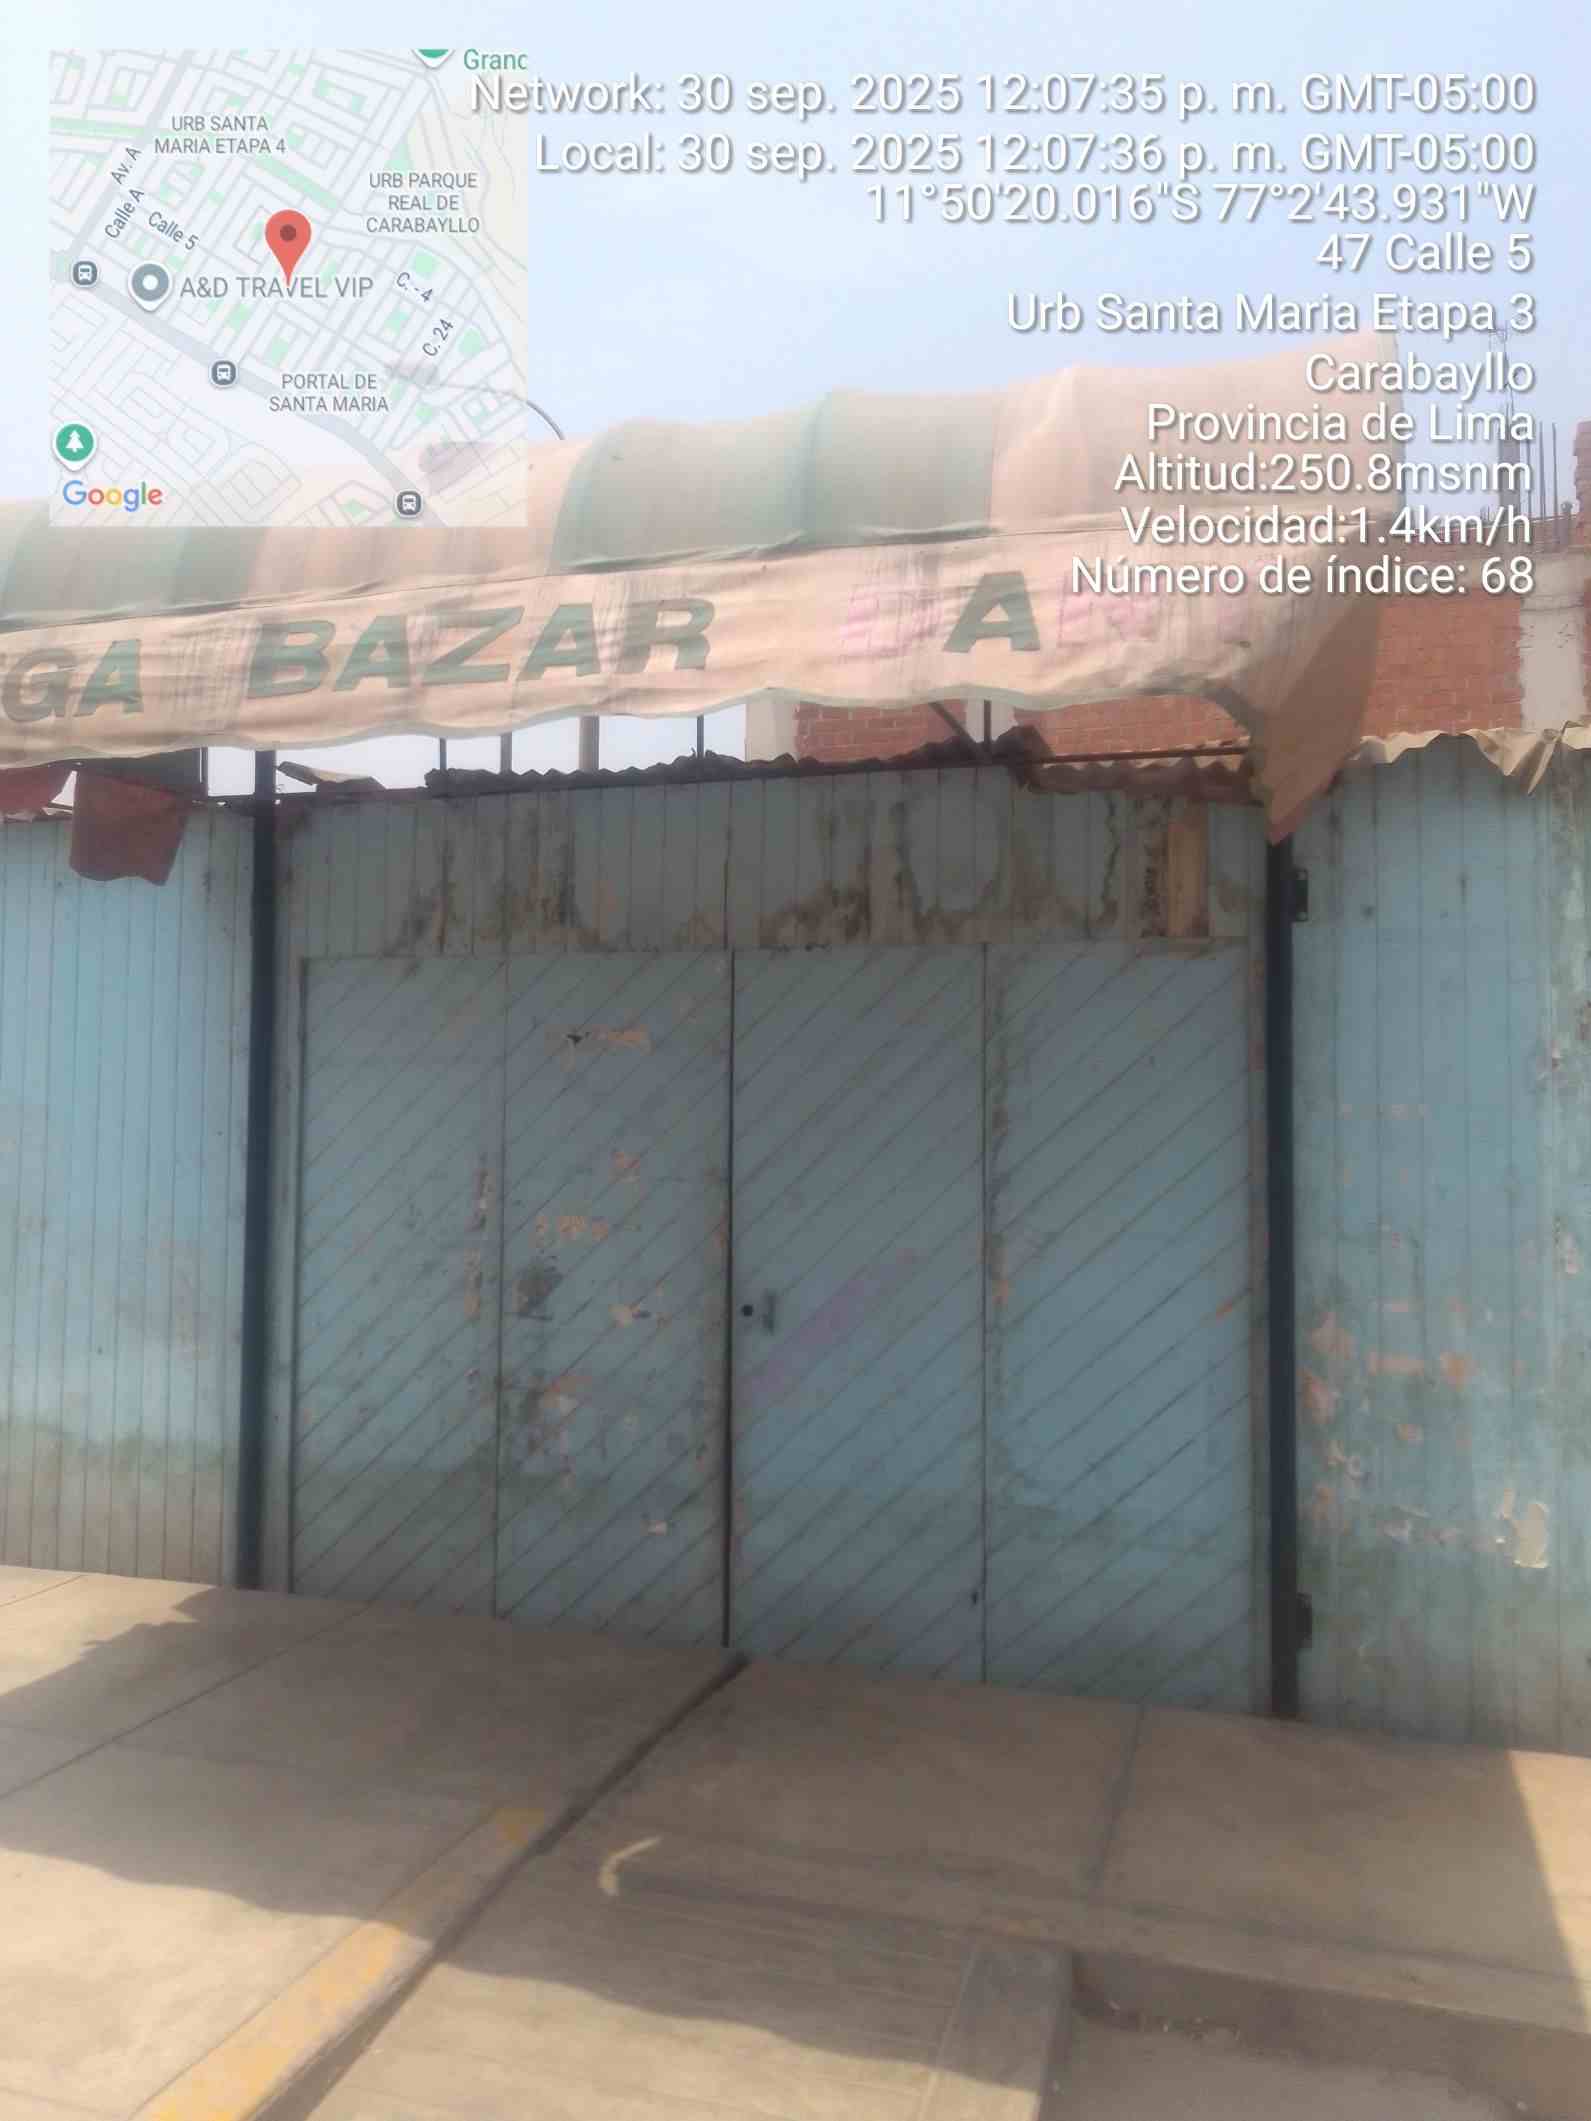 Network: 30 sep. 2025 12:07:35 p. m. GMT-05:00
Local: 30 sep. 2025 12:07:36 p. m. GMT-05:00
11°50'20.016"S 77°2'43.931"W
47 Calle 5
Urb Santa Maria Etapa 3
Carabayllo
Provincia de Lima
Altitud:250.8msnm
Velocidad:1.4km/h
Número de índice: 68
Granc
URB SANTA
MARIA ETAPA 4
Av. A
Calle A
Calle 5
URB PARQUE
REAL DE
CARABAYLLO
A&D TRAVEL VIP
C. - 4
C. 24
PORTAL DE
SANTA MARIA
Google
GA BAZAR